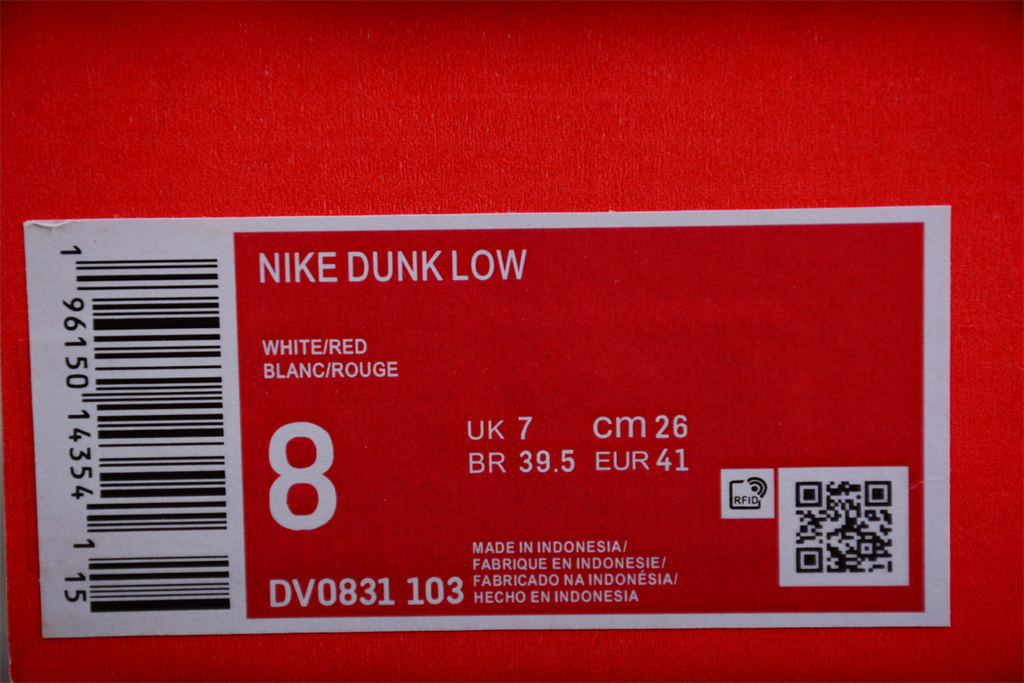 NIKE DUNK LOW
WHITE/RED
BLANC/ROUGE
8
UK 7 cm 26
BR 39.5 EUR 41
RFID
MADE IN INDONESIA/
FABRIQUE EN INDONESIE/
FABRICADO NA INDONÉSIA/
HECHO EN INDONESIA
DV0831 103
1 96150 14354 1 15